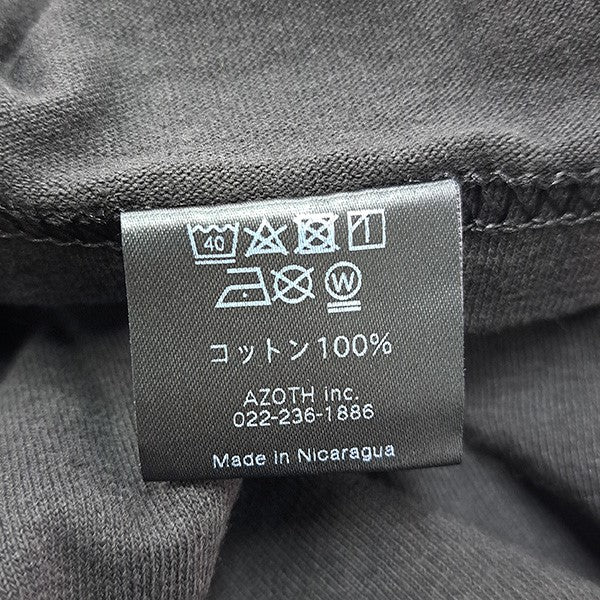 40
W
コットン100%
AZOTH inc.
022-236-1886
Made in Nicaragua